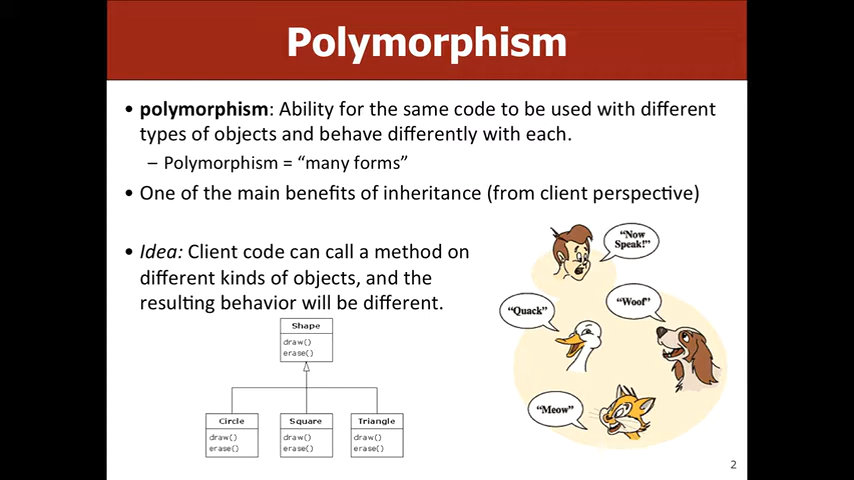 Polymorphism
• polymorphism: Ability for the same code to be used with different
types of objects and behave differently with each.
– Polymorphism = “many forms”
• One of the main benefits of inheritance (from client perspective)
• Idea: Client code can call a method on
different kinds of objects, and the
resulting behavior will be different.
“Now
Speak!”
“Quack”
“Woof”
“Meow”
Shape
draw()
erase()
Circle
draw()
erase()
Square
draw()
erase()
Triangle
draw()
erase()
2